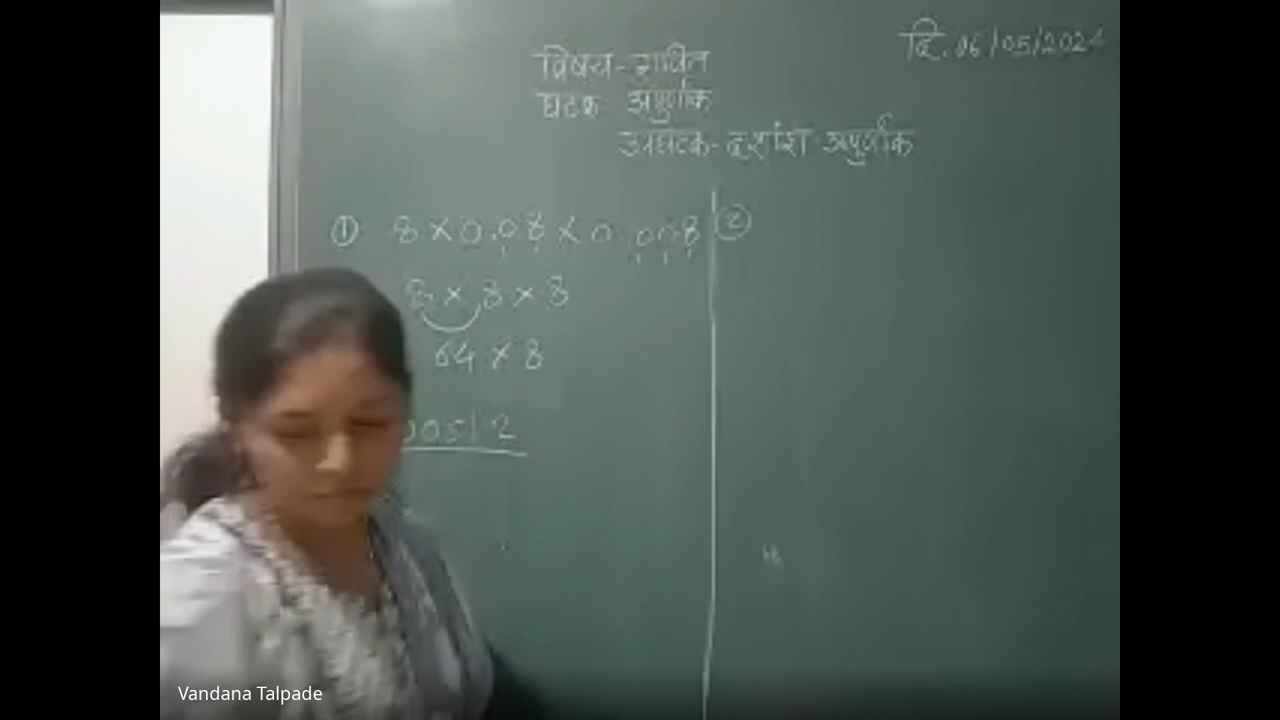 दि. 06/05/2024
विषय - गणित
घटक अपुर्णांक
उपघटक - दशांश अपुर्णांक
① 8 × 0.08 × 0.008
②
8 × 8 × 8
64 × 8
00512
Vandana Talpade